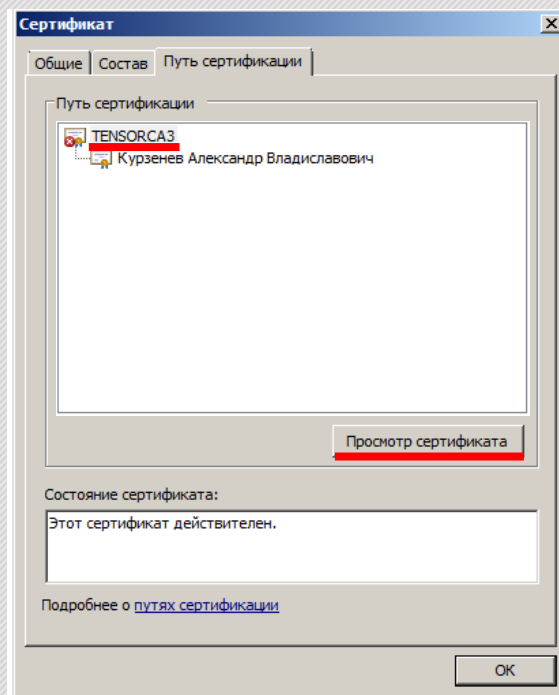 Сертификат
Общие Состав Путь сертификации
Путь сертификации
TENSORCA3
Курзенев Александр Владиславович
Просмотр сертификата
Состояние сертификата:
Этот сертификат действителен.
Подробнее о путях сертификации
ОК